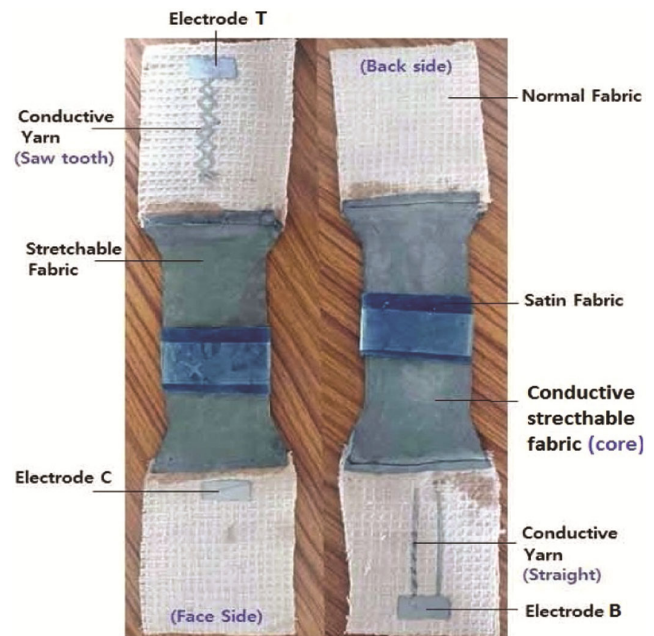 Electrode T
(Back side)
Normal Fabric
Conductive
Yarn
(Saw tooth)
Stretchable
Fabric
Satin Fabric
Conductive
strecthable
fabric (core)
Electrode C
Conductive
Yarn
(Straight)
(Face Side)
Electrode B